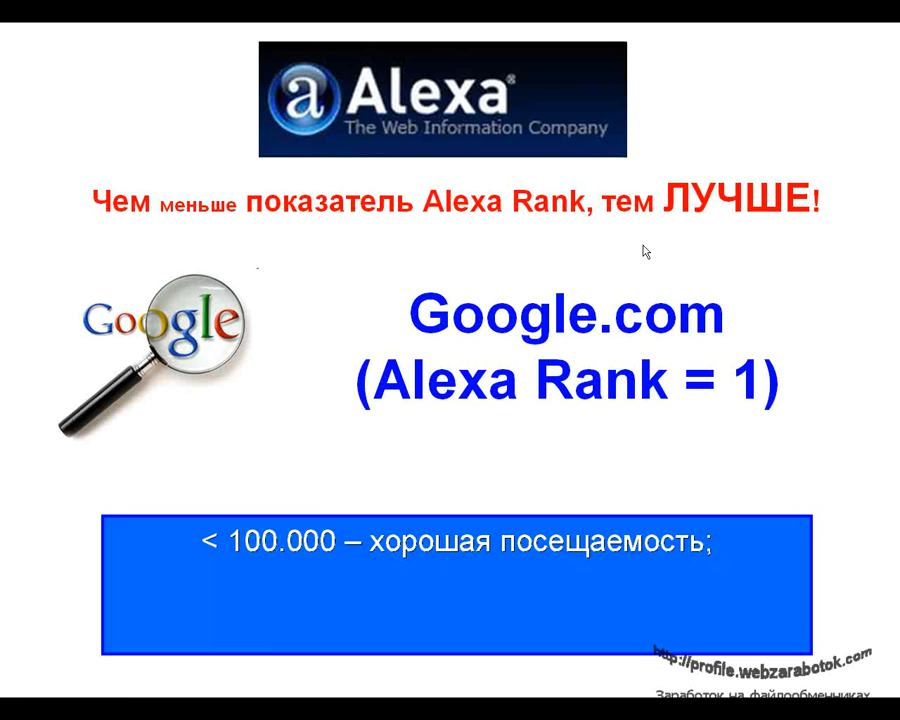 a Alexa®
The Web Information Company
Чем меньше показатель Alexa Rank, тем ЛУЧШЕ!
Google
Google.com
(Alexa Rank = 1)
< 100.000 – хорошая посещаемость;
http://profile.webzarabotok.com
Заработок на файлообменниках